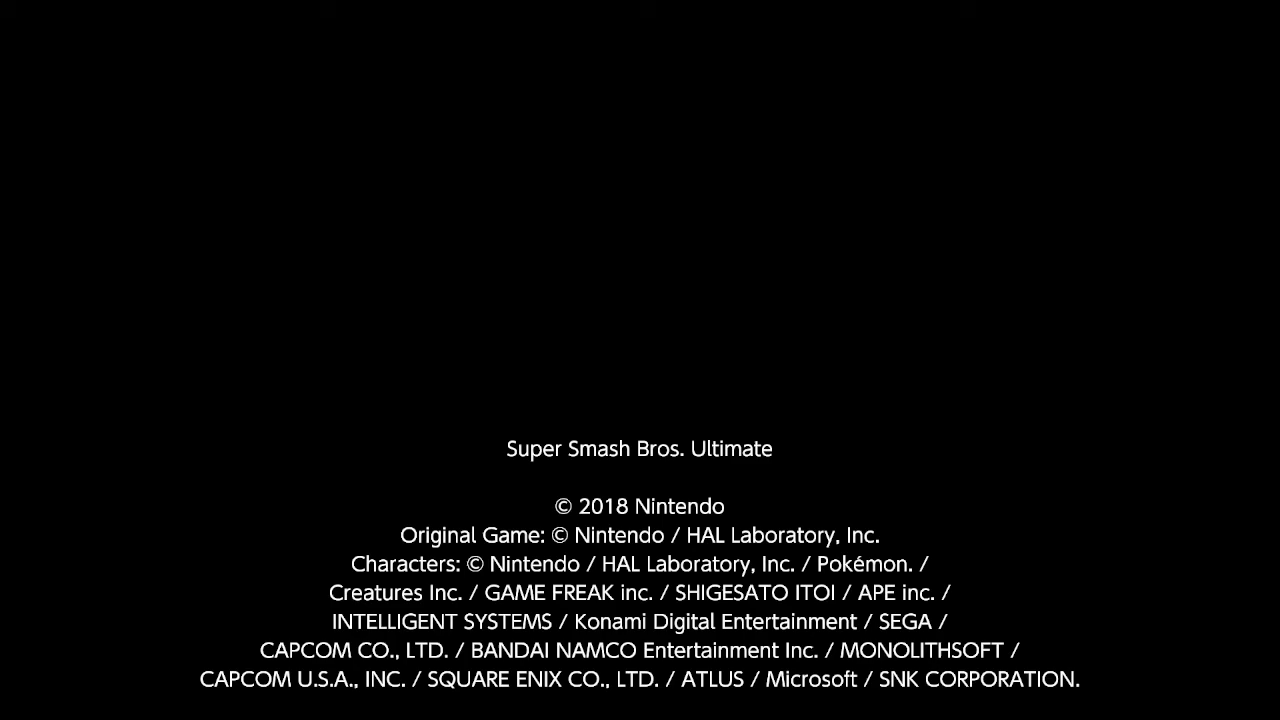 Super Smash Bros. Ultimate
© 2018 Nintendo
Original Game: © Nintendo / HAL Laboratory, Inc.
Characters: © Nintendo / HAL Laboratory, Inc. / Pokémon. /
Creatures Inc. / GAME FREAK inc. / SHIGESATO ITOI / APE inc. /
INTELLIGENT SYSTEMS / Konami Digital Entertainment / SEGA /
CAPCOM CO., LTD. / BANDAI NAMCO Entertainment Inc. / MONOLITHSOFT /
CAPCOM U.S.A., INC. / SQUARE ENIX CO., LTD. / ATLUS / Microsoft / SNK CORPORATION.